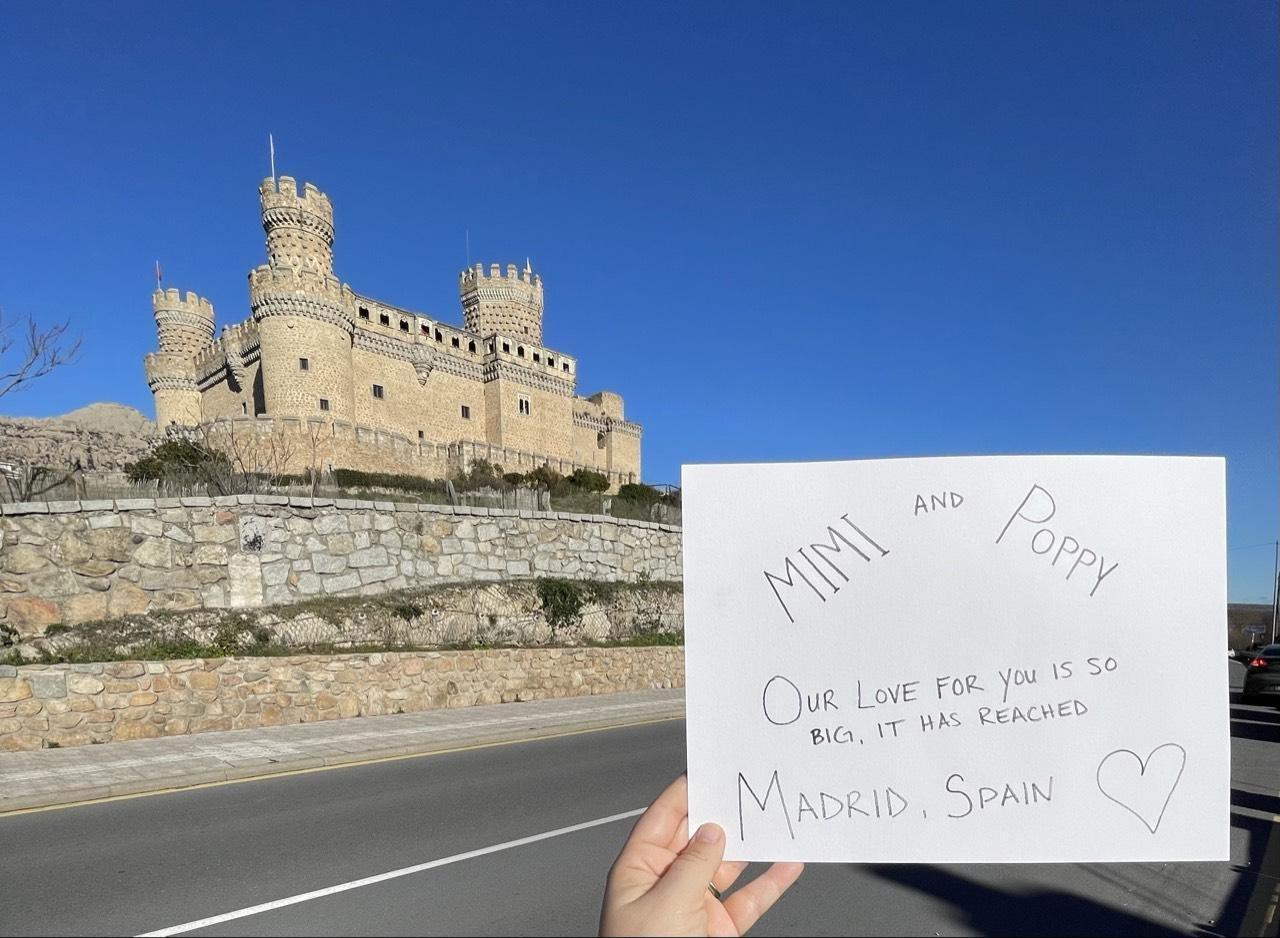 MIMI AND POPPY
OUR LOVE FOR YOU IS SO
BIG, IT HAS REACHED
MADRID, SPAIN